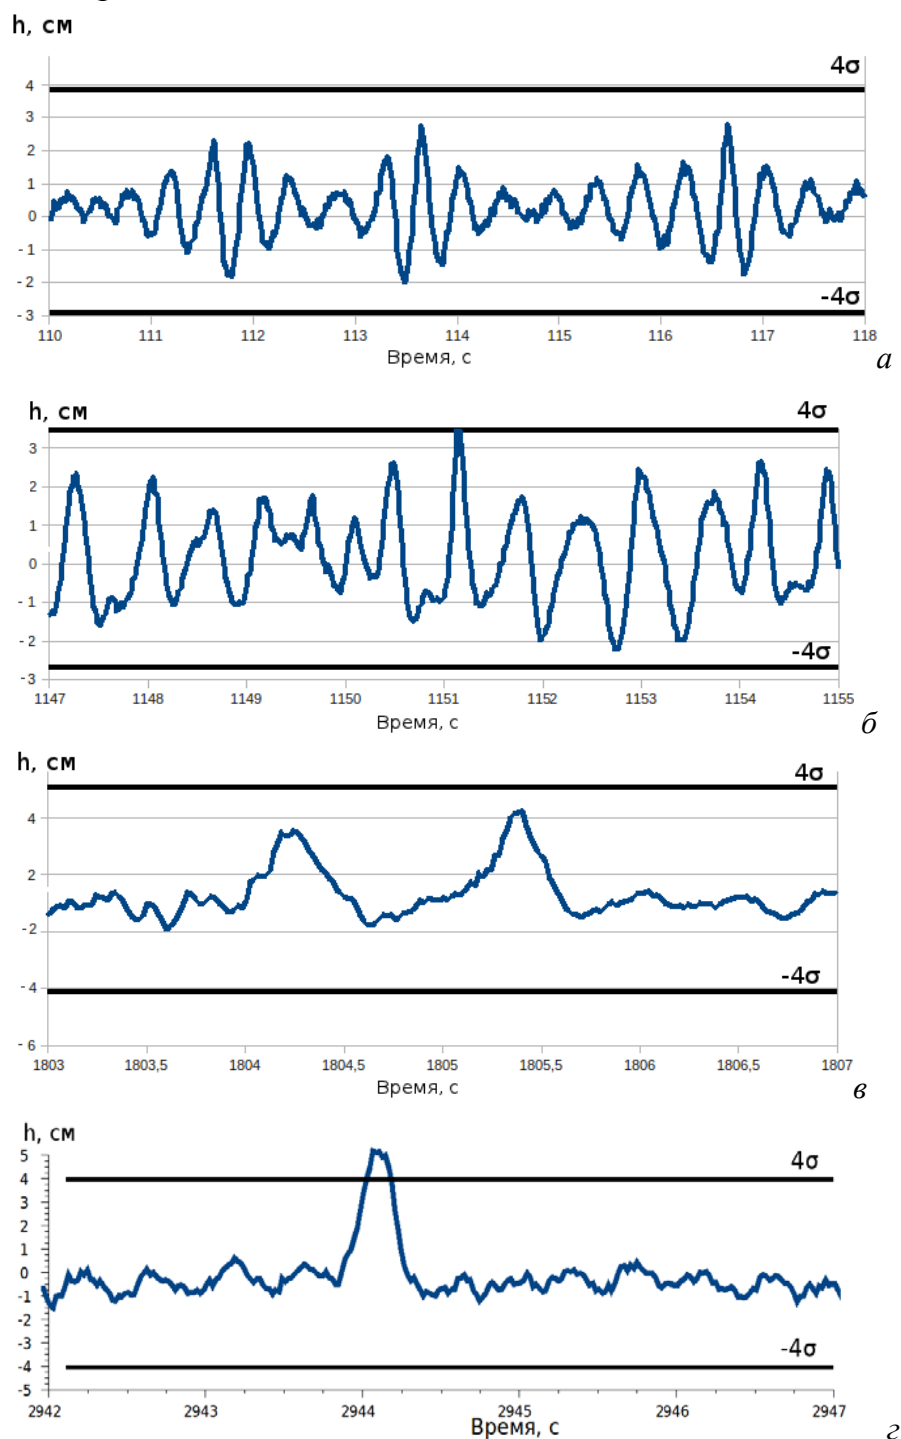 h, см
4σ
4
3
2
1
0
- 1
- 2
- 3
-4σ
110 111 112 113 114 115 116 117 118
Время, с
а
h, см
4σ
3
2
1
0
- 1
- 2
- 3
-4σ
1147 1148 1149 1150 1151 1152 1153 1154 1155
Время, с
б
h, см
4σ
4
2
- 2
- 4
- 6
-4σ
1803 1803,5 1804 1804,5 1805 1805,5 1806 1806,5 1807
Время, с
в
h, см
5
4σ
4
3
2
1
0
-1
-2
-3
-4σ
-4
-5
2942 2943 2944 2945 2946 2947
Время, с
г